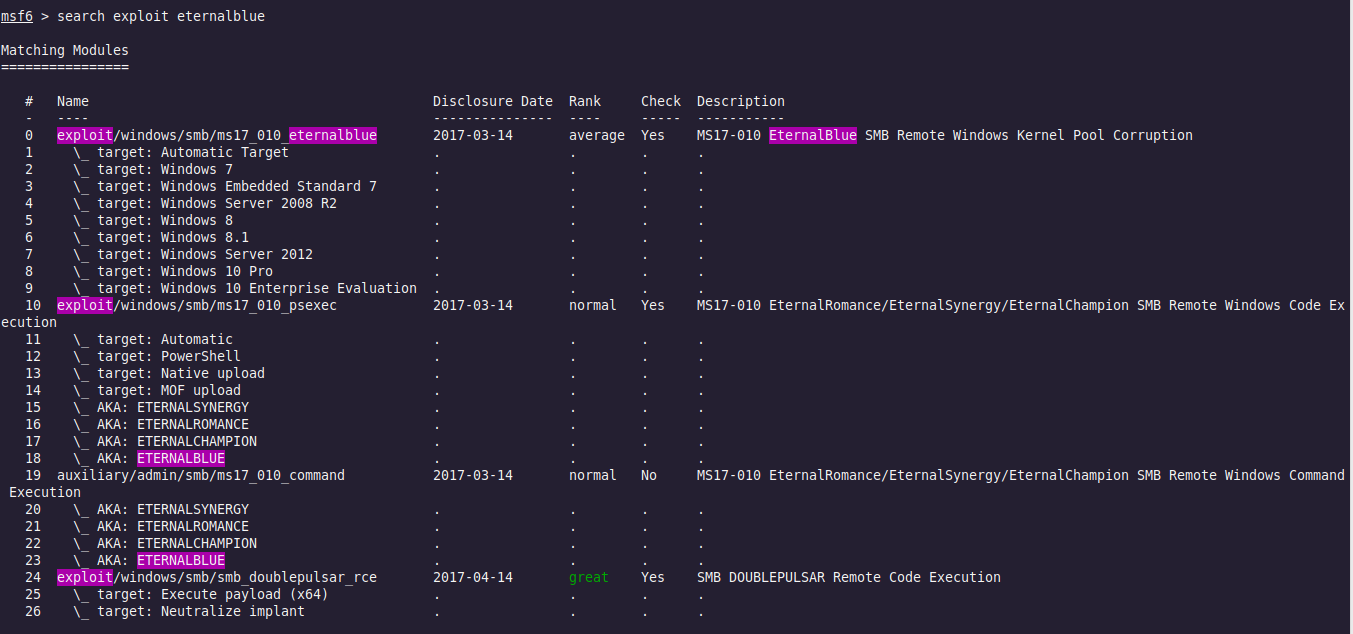 msf6 > search exploit eternalblue
Matching Modules
================
#   Name                                           Disclosure Date  Rank     Check  Description
-   ----                                           ---------------  ----     -----  -----------
0   exploit/windows/smb/ms17_010_eternalblue       2017-03-14       average  Yes    MS17-010 EternalBlue SMB Remote Windows Kernel Pool Corruption
1     \_ target: Automatic Target                  .                .        .      .
2     \_ target: Windows 7                         .                .        .      .
3     \_ target: Windows Embedded Standard 7       .                .        .      .
4     \_ target: Windows Server 2008 R2            .                .        .      .
5     \_ target: Windows 8                         .                .        .      .
6     \_ target: Windows 8.1                       .                .        .      .
7     \_ target: Windows Server 2012               .                .        .      .
8     \_ target: Windows 10 Pro                    .                .        .      .
9     \_ target: Windows 10 Enterprise Evaluation  .                .        .      .
10  exploit/windows/smb/ms17_010_psexec            2017-03-14       normal   Yes    MS17-010 EternalRomance/EternalSynergy/EternalChampion SMB Remote Windows Code Ex
ecution
11    \_ target: Automatic                         .                .        .      .
12    \_ target: PowerShell                        .                .        .      .
13    \_ target: Native upload                     .                .        .      .
14    \_ target: MOF upload                        .                .        .      .
15    \_ AKA: ETERNALSYNERGY                       .                .        .      .
16    \_ AKA: ETERNALROMANCE                       .                .        .      .
17    \_ AKA: ETERNALCHAMPION                      .                .        .      .
18    \_ AKA: ETERNALBLUE                          .                .        .      .
19  auxiliary/admin/smb/ms17_010_command           2017-03-14       normal   No     MS17-010 EternalRomance/EternalSynergy/EternalChampion SMB Remote Windows Command
Execution
20    \_ AKA: ETERNALSYNERGY                       .                .        .      .
21    \_ AKA: ETERNALROMANCE                       .                .        .      .
22    \_ AKA: ETERNALCHAMPION                      .                .        .      .
23    \_ AKA: ETERNALBLUE                          .                .        .      .
24  exploit/windows/smb/smb_doublepulsar_rce       2017-04-14       great    Yes    SMB DOUBLEPULSAR Remote Code Execution
25    \_ target: Execute payload (x64)             .                .        .      .
26    \_ target: Neutralize implant                .                .        .      .